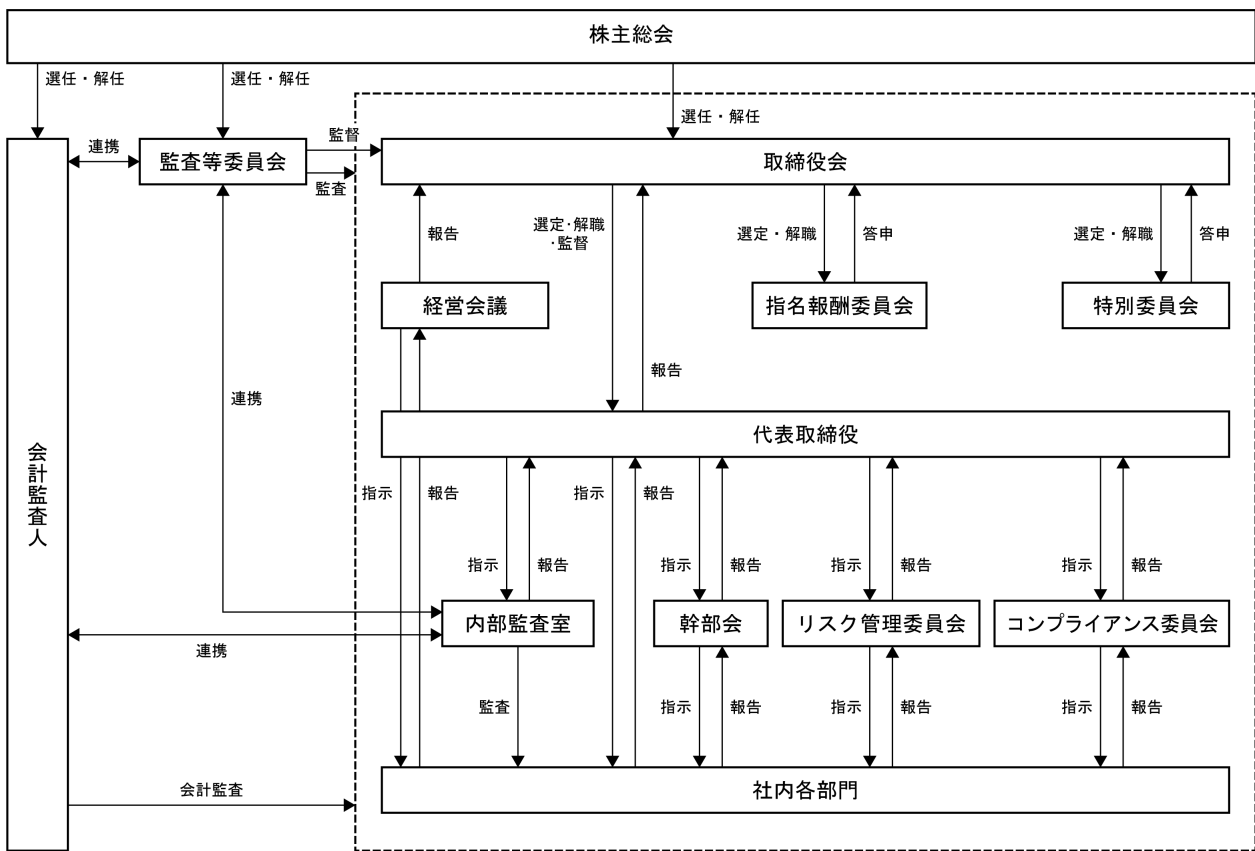 株主総会
選任・解任
選任・解任
選任・解任
連携
監査等委員会
監督
監査
取締役会
報告
選定・解職
・監督
選定・解職
答申
選定・解職
答申
経営会議
指名報酬委員会
特別委員会
連携
報告
代表取締役
会計監査人
指示
報告
指示
報告
指示
報告
指示
報告
指示
報告
指示
報告
内部監査室
幹部会
リスク管理委員会
コンプライアンス委員会
連携
監査
指示
報告
指示
報告
指示
報告
会計監査
社内各部門